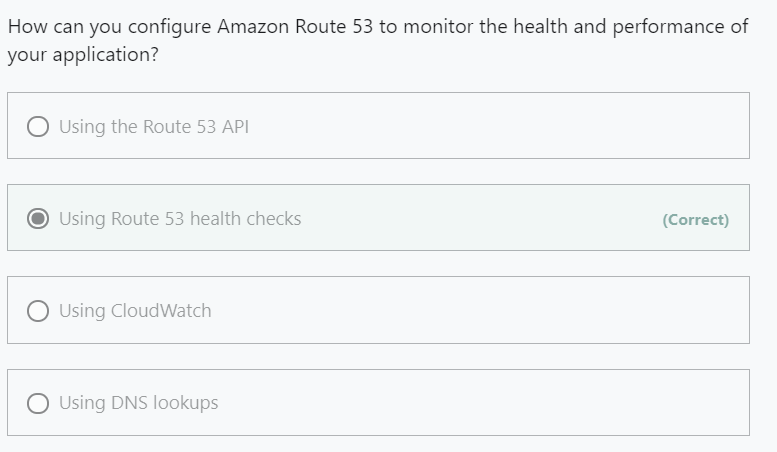 How can you configure Amazon Route 53 to monitor the health and performance of
your application?
Using the Route 53 API
Using Route 53 health checks (Correct)
Using CloudWatch
Using DNS lookups